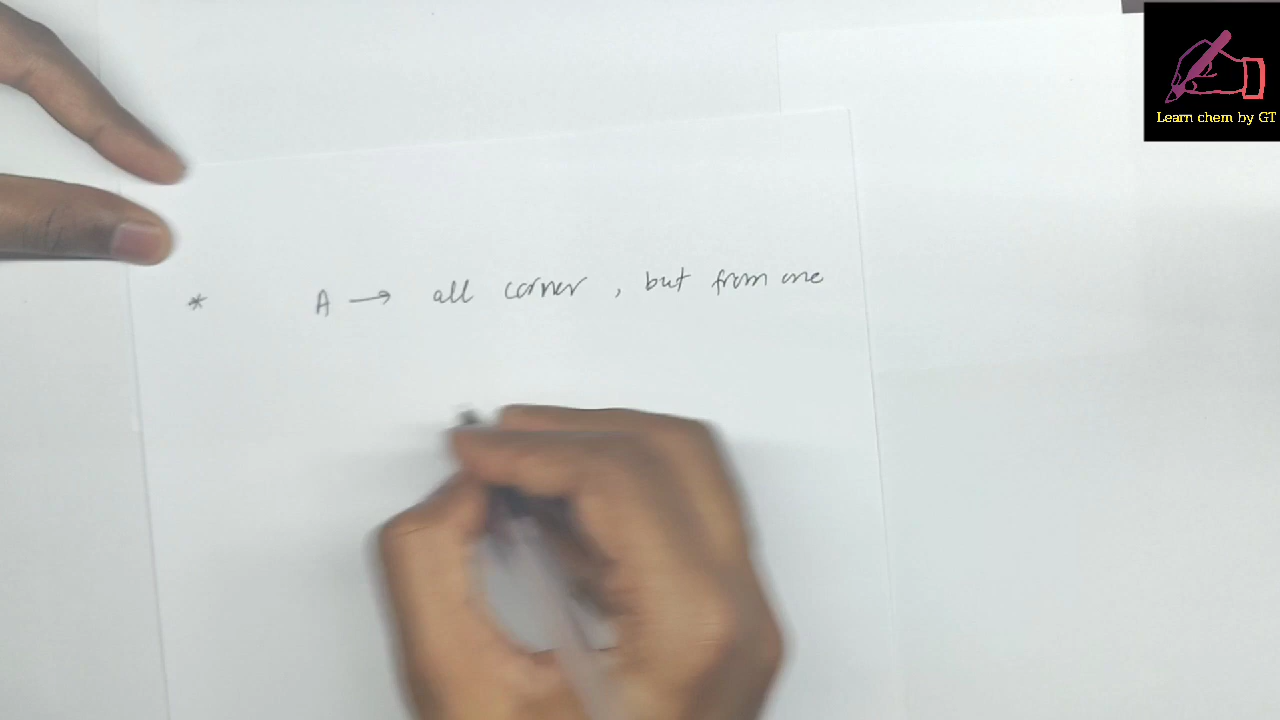 Learn chem by GT
* A → all corner , but from one